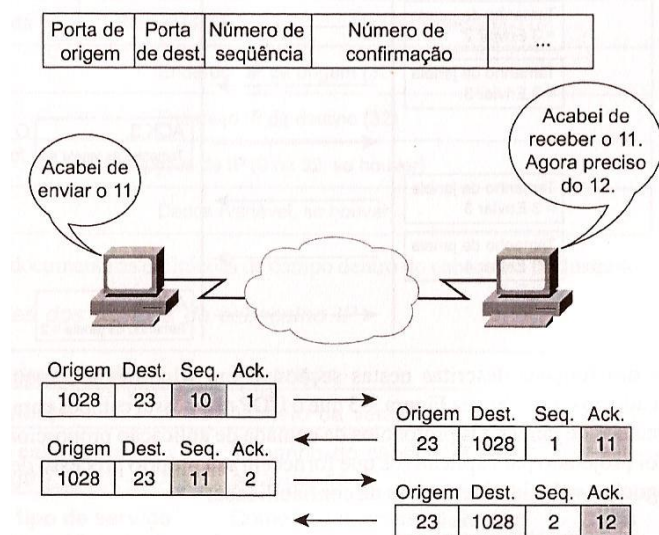 Porta de origem
Porta de dest.
Número de seqüência
Número de confirmação
...
Acabei de enviar o 11
Acabei de receber o 11. Agora preciso do 12.
Origem Dest. Seq. Ack.
1028 23 10 1
Origem Dest. Seq. Ack.
23 1028 1 11
Origem Dest. Seq. Ack.
1028 23 11 2
Origem Dest. Seq. Ack.
23 1028 2 12